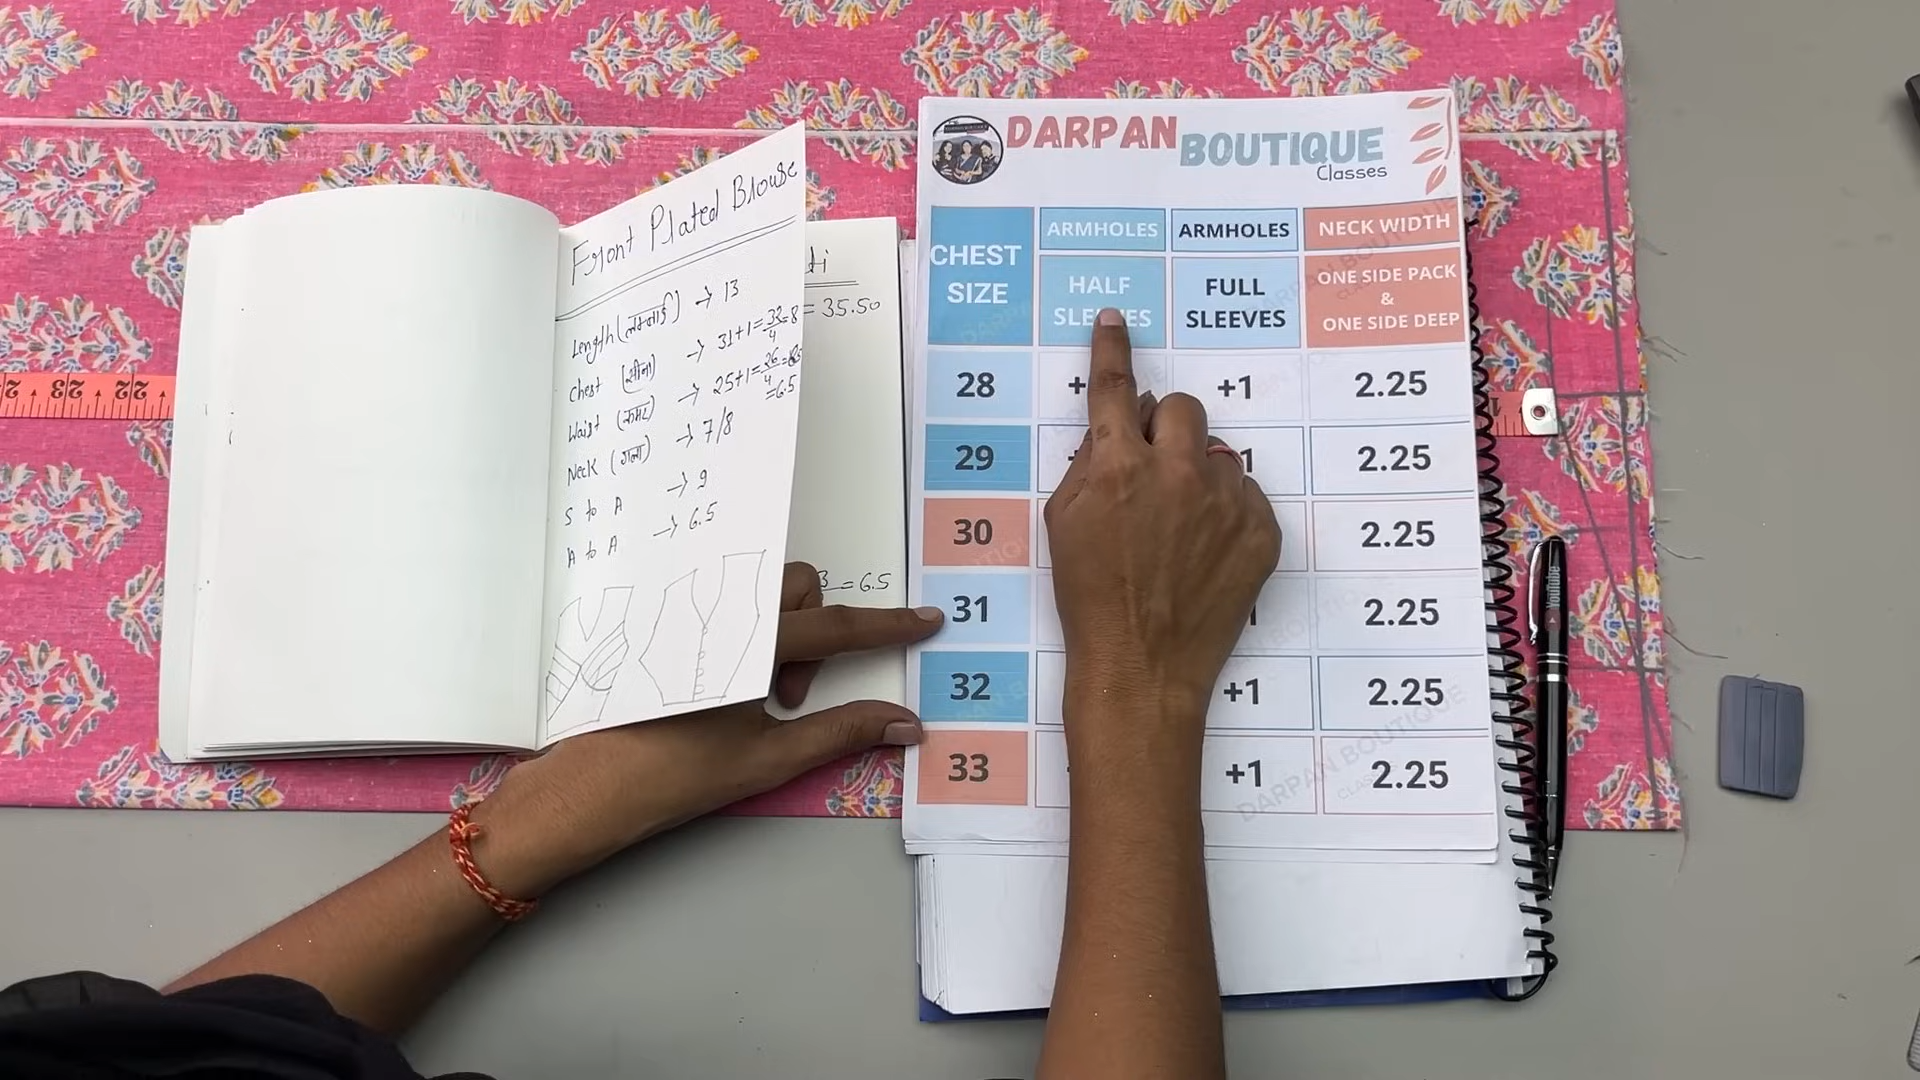 Front Plated Blouse
Length (लम्बाई) → 13
Chest (सीना) → 31+1=32/4=8
Waist (कमर) → 25+1=26/4
=6.5
Neck (गला) → 7/8
S to A → 9
A to A → 6.5
= 35.50
= 6.5
DARPAN
BOUTIQUE
Classes
CHEST
SIZE
ARMHOLES
HALF
ARMHOLES
FULL
SLEEVES
NECK WIDTH
ONE SIDE PACK
&
ONE SIDE DEEP
28 +1 2.25
29 2.25
30 2.25
31 2.25
32 +1 2.25
33 +1 2.25
YouTube
22 23 22